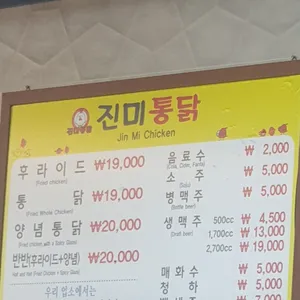 진미통닭
Jin Mi Chicken
후라이드 ₩19,000
(Fried chicken)
통닭 ₩19,000
(Fried Whole Chicken)
양념통닭 ₩20,000
반반(후라이드+양념) ₩20,000
우리 업소에서는
음료수 ₩ 2,000
(Coke, Cider, Fanta)
소주 ₩ 5,000
(Soju)
병맥주 ₩ 5,000
(Bottle beer)
생맥주 500cc ₩ 4,500
(Draft beer) 1,700cc ₩ 13,000
2,700cc ₩ 19,000
매화수 ₩ 5,000
청하 ₩ 5,000